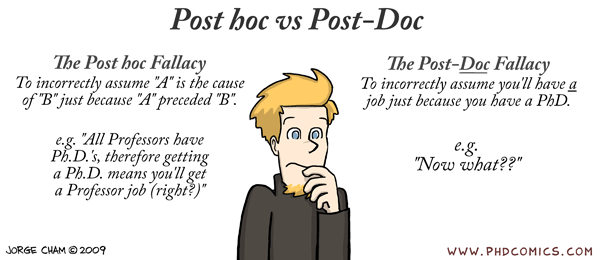 Post hoc vs Post-Doc
The Post hoc Fallacy
To incorrectly assume "A" is the cause
of "B" just because "A" preceded "B".
e.g. "All Professors have
Ph.D.'s, therefore getting
a Ph.D. means you'll get
a Professor job (right?)"
The Post-Doc Fallacy
To incorrectly assume you'll have a
job just because you have a PhD.
e.g.
"Now what??"
JORGE CHAM © 2009
WWW.PHDCOMICS.COM